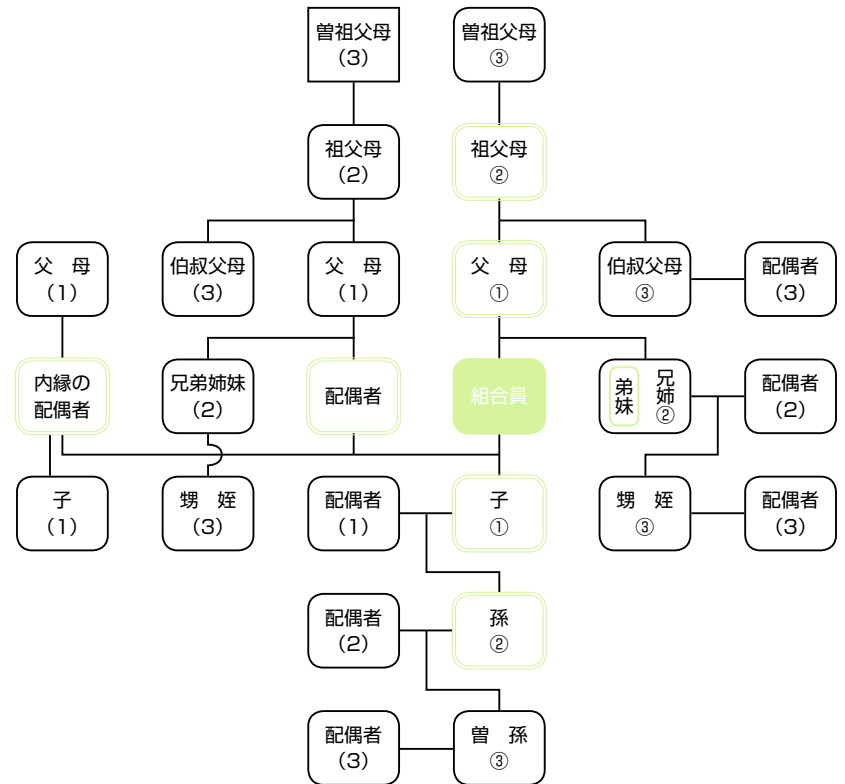 曽祖父母
（3）
曽祖父母
③
祖父母
（2）
祖父母
②
父　母
（1）
伯叔父母
（3）
父　母
（1）
父　母
①
伯叔父母
③
配偶者
（3）
内縁の
配偶者
兄弟姉妹
（2）
配偶者
組合員
弟妹
兄姉②
配偶者
（2）
子
（1）
甥　姪
（3）
配偶者
（1）
子
①
甥　姪
③
配偶者
（3）
配偶者
（2）
孫
②
配偶者
（3）
曽　孫
③